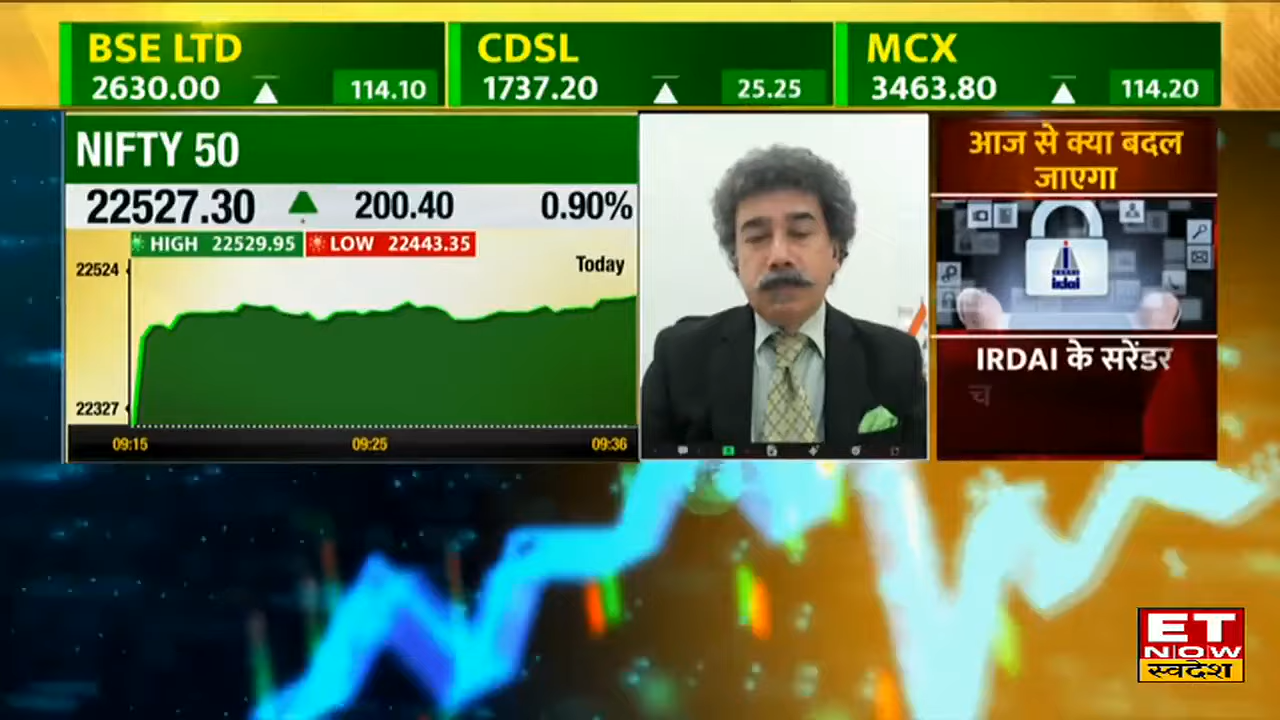 BSE LTD
2630.00 114.10
CDSL
1737.20 25.25
MCX
3463.80 114.20
NIFTY 50
22527.30 200.40 0.90%
HIGH 22529.95 LOW 22443.35
Today
22524
22327
09:15 09:25 09:36
आज से क्या बदल
जाएगा
irdai
IRDAI के सरेंडर
च
ET
NOW
स्वदेश